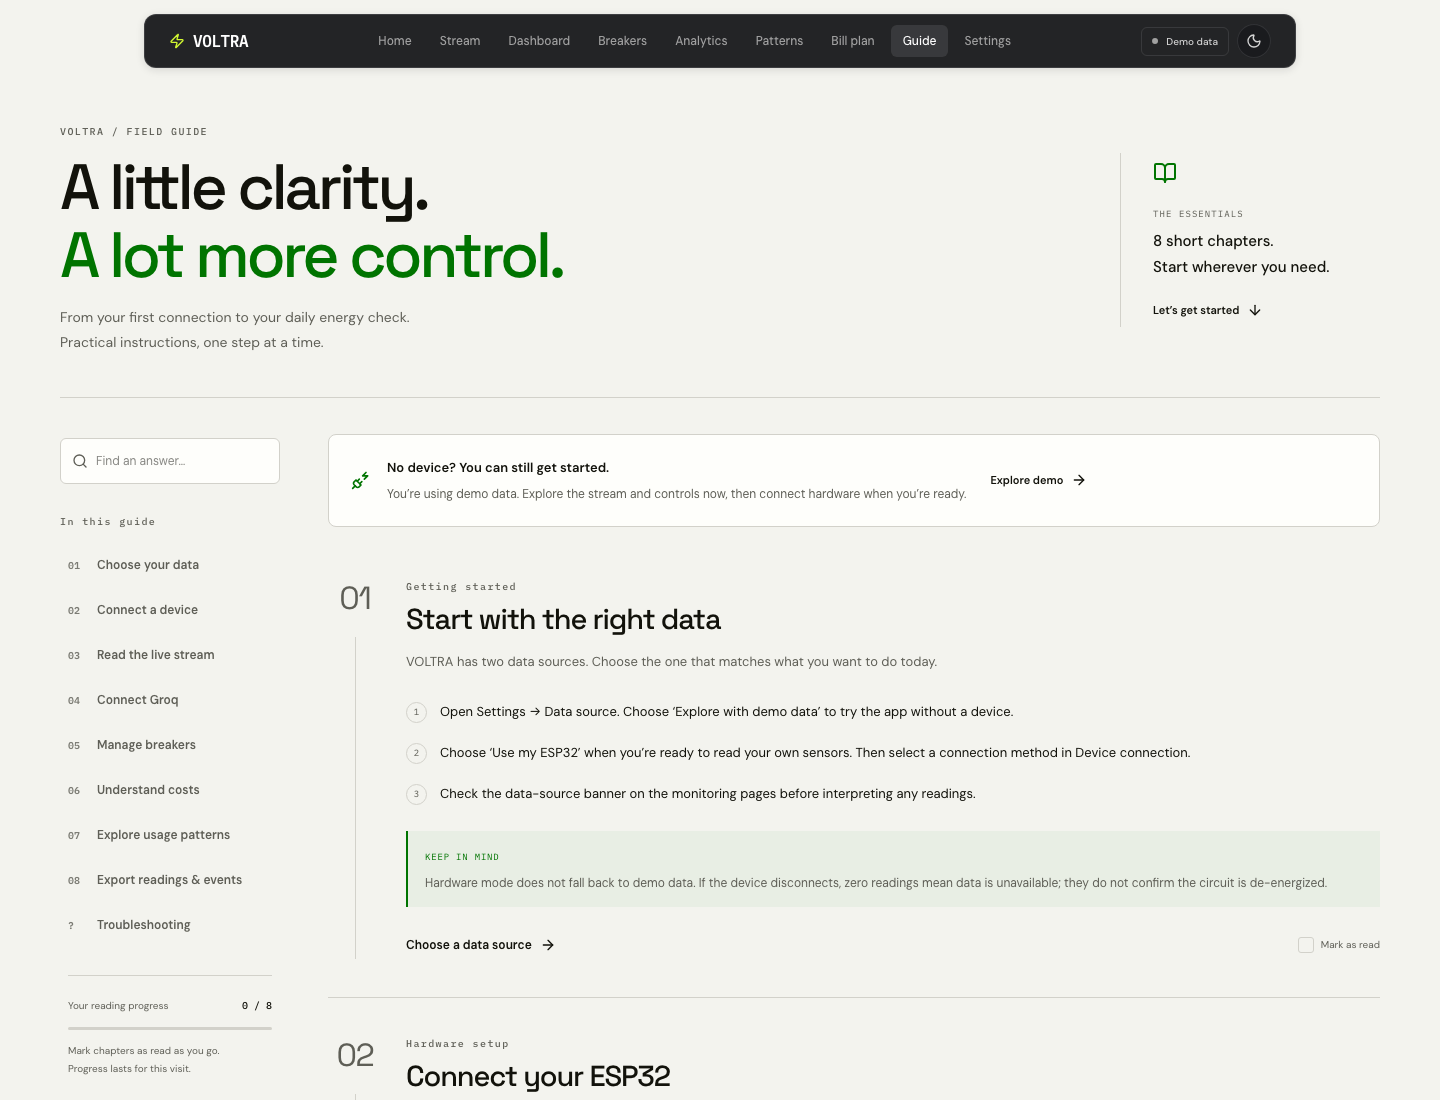 VOLTRA
Home
Stream
Dashboard
Breakers
Analytics
Patterns
Bill plan
Guide
Settings
Demo data
VOLTRA / FIELD GUIDE
A little clarity.
A lot more control.
From your first connection to your daily energy check.
Practical instructions, one step at a time.
THE ESSENTIALS
8 short chapters.
Start wherever you need.
Let’s get started
Find an answer…
In this guide
01 Choose your data
02 Connect a device
03 Read the live stream
04 Connect Groq
05 Manage breakers
06 Understand costs
07 Explore usage patterns
08 Export readings & events
? Troubleshooting
Your reading progress 0 / 8
Mark chapters as read as you go.
Progress lasts for this visit.
No device? You can still get started.
You’re using demo data. Explore the stream and controls now, then connect hardware when you’re ready.
Explore demo →
01
Getting started
Start with the right data
VOLTRA has two data sources. Choose the one that matches what you want to do today.
1 Open Settings → Data source. Choose ‘Explore with demo data’ to try the app without a device.
2 Choose ‘Use my ESP32’ when you’re ready to read your own sensors. Then select a connection method in Device connection.
3 Check the data-source banner on the monitoring pages before interpreting any readings.
KEEP IN MIND
Hardware mode does not fall back to demo data. If the device disconnects, zero readings mean data is unavailable; they do not confirm the circuit is de-energized.
Choose a data source →
Mark as read
02
Hardware setup
Connect your ESP32